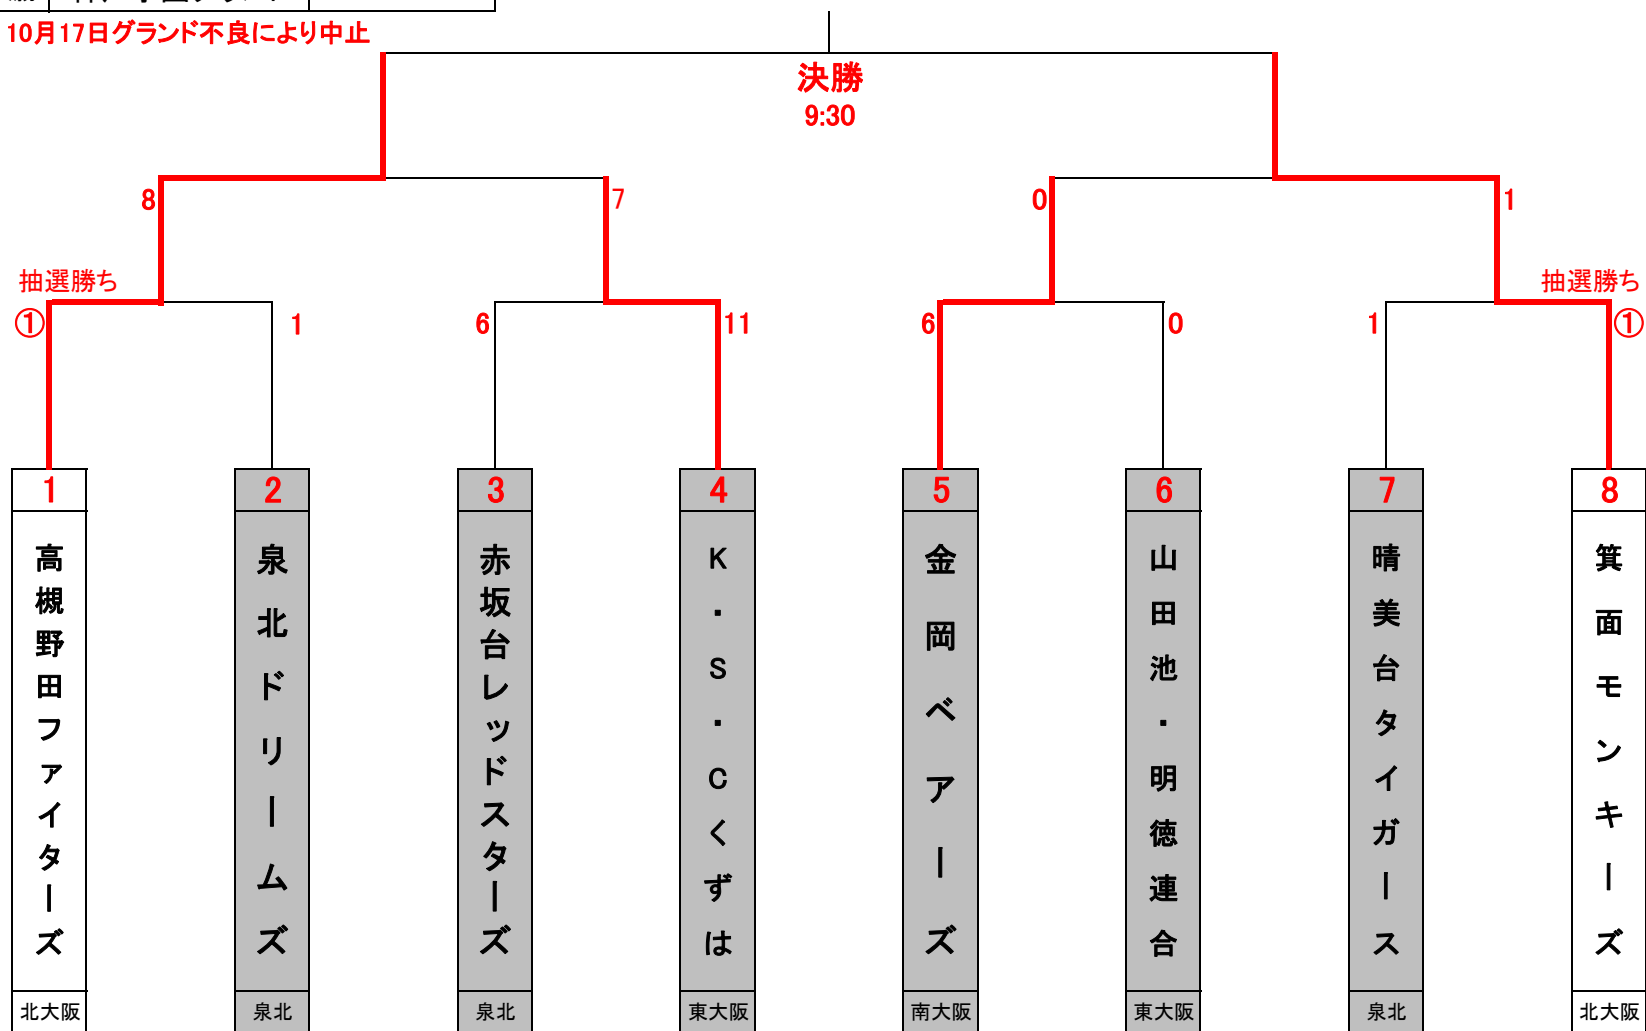 10月17日グランド不良により中止
決勝
9:30
8
7
0
1
抽選勝ち
抽選勝ち
①
1
6
11
6
0
1
①
1
2
3
4
5
6
7
8
高槻野田ファイターズ
泉北ドリームズ
赤坂台レッドスターズ
K・S・Cくずは
金岡ベアーズ
山田池・明徳連合
晴美台タイガース
箕面モンキーズ
北大阪
泉北
泉北
東大阪
南大阪
東大阪
泉北
北大阪